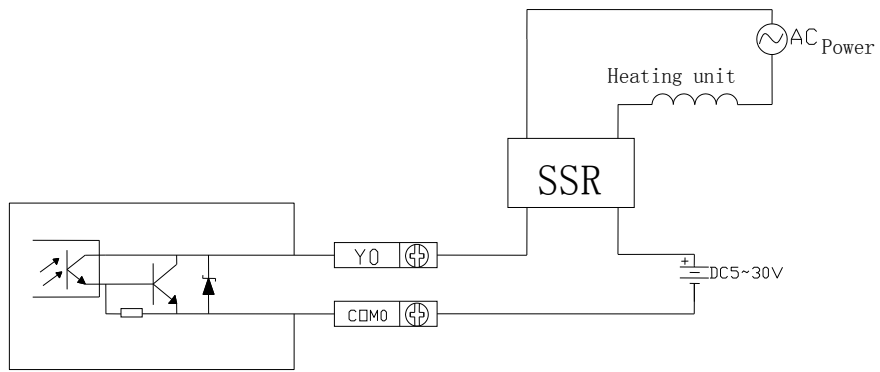 AC Power
Heating unit
SSR
Y0
+
DC5~30V
COM0